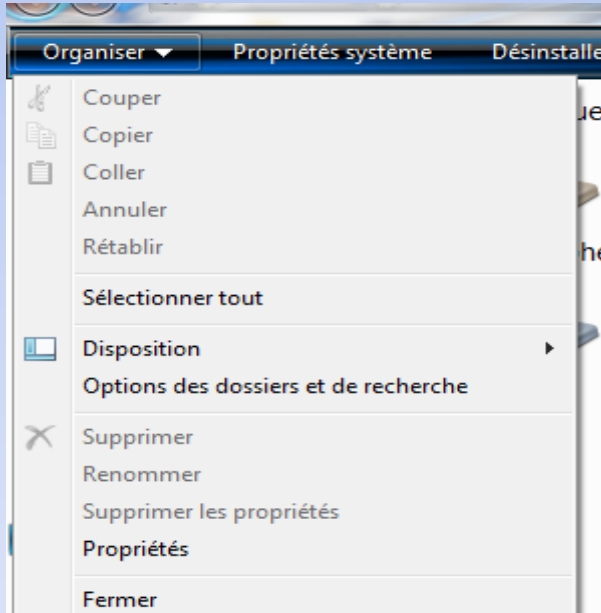 Organiser Propriétés système Désinstalle
Couper
Copier
Coller
Annuler
Rétablir
Sélectionner tout
Disposition
Options des dossiers et de recherche
Supprimer
Renommer
Supprimer les propriétés
Propriétés
Fermer